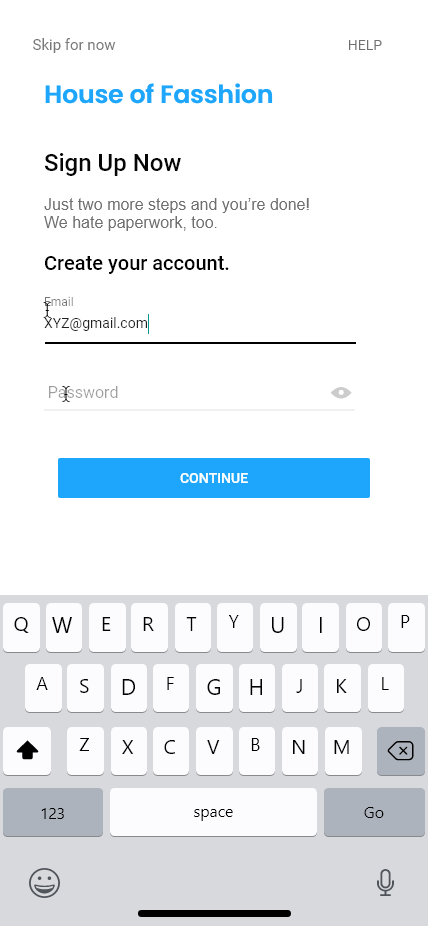 Skip for now HELP
House of Fasshion
Sign Up Now
Just two more steps and you're done!
We hate paperwork, too.
Create your account.
Email
XYZ@gmail.com
Password
CONTINUE
Q W E R T Y U I O P
A S D F G H J K L
Z X C V B N M
123 space Go